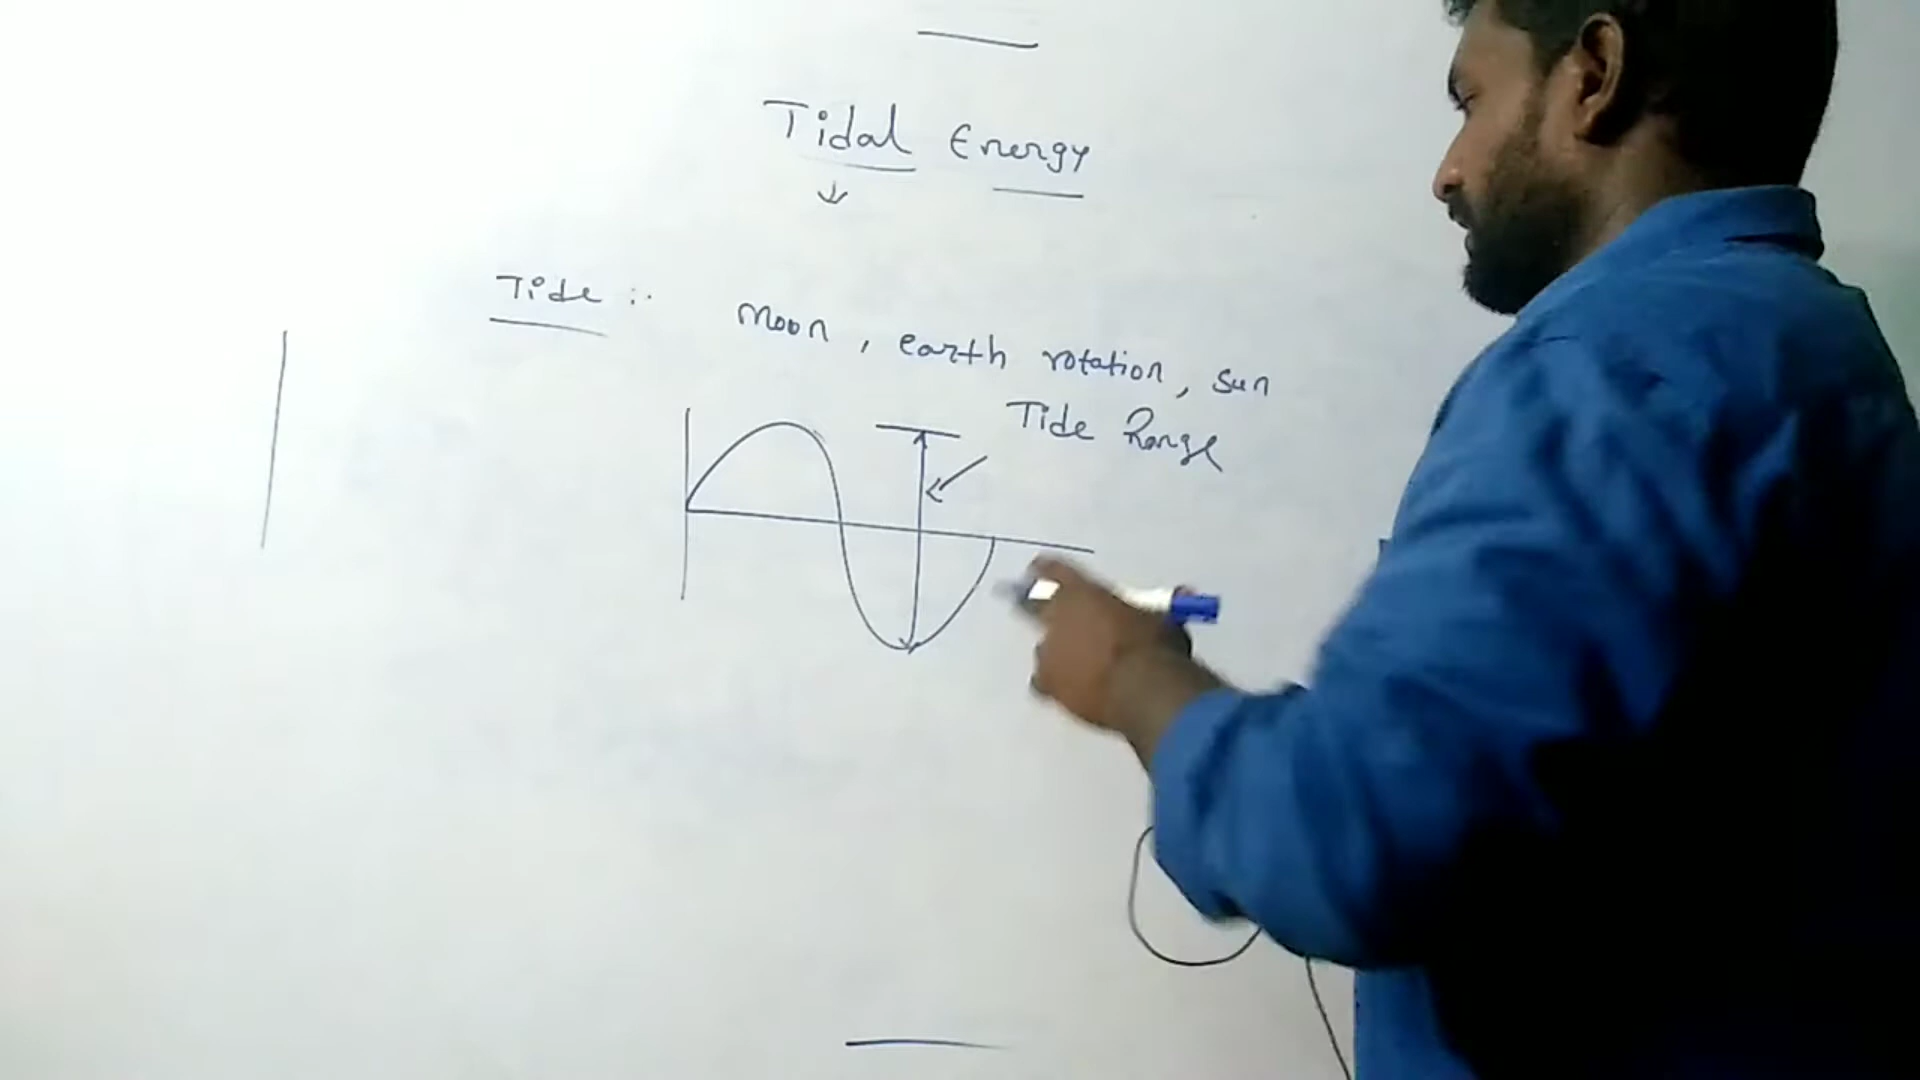 Tidal Energy
Tide :-
Moon, earth rotation, sun
Tide Range